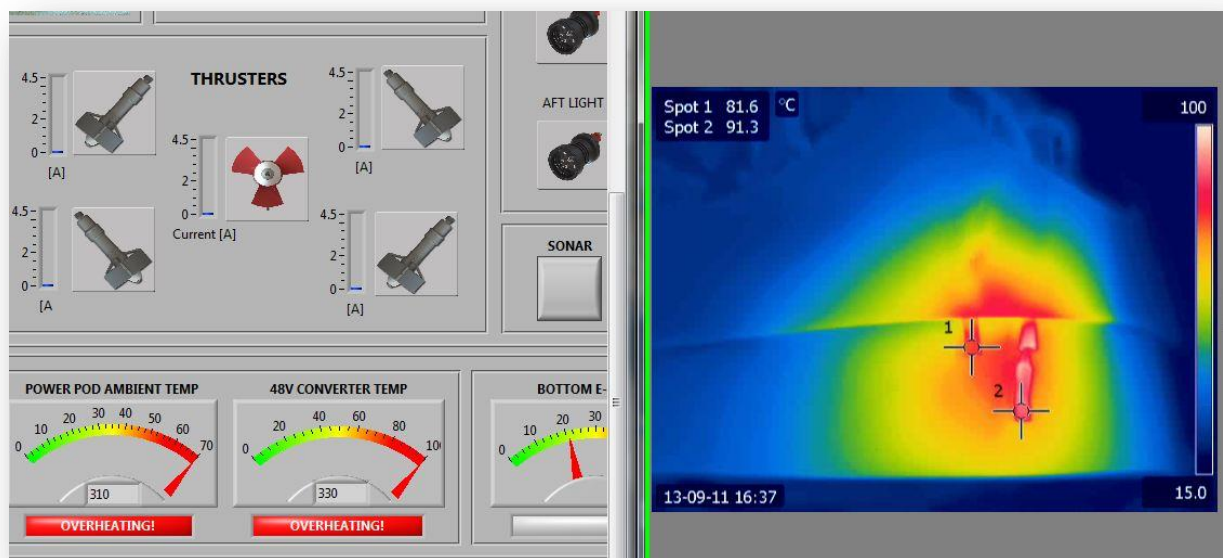 THRUSTERS
4.5
2
0
[A]
4.5
2
0
[A]
4.5
2
0
Current [A]
4.5
2
0
[A
4.5
2
0
[A]
AFT LIGHT
SONAR
POWER POD AMBIENT TEMP
0 10 20 30 40 50 60 70
310
OVERHEATING!
48V CONVERTER TEMP
0 20 40 60 80 100
330
OVERHEATING!
BOTTOM E-
0 10 20 30
Spot 1 81.6 °C
Spot 2 91.3
100
1
2
13-09-11 16:37
15.0